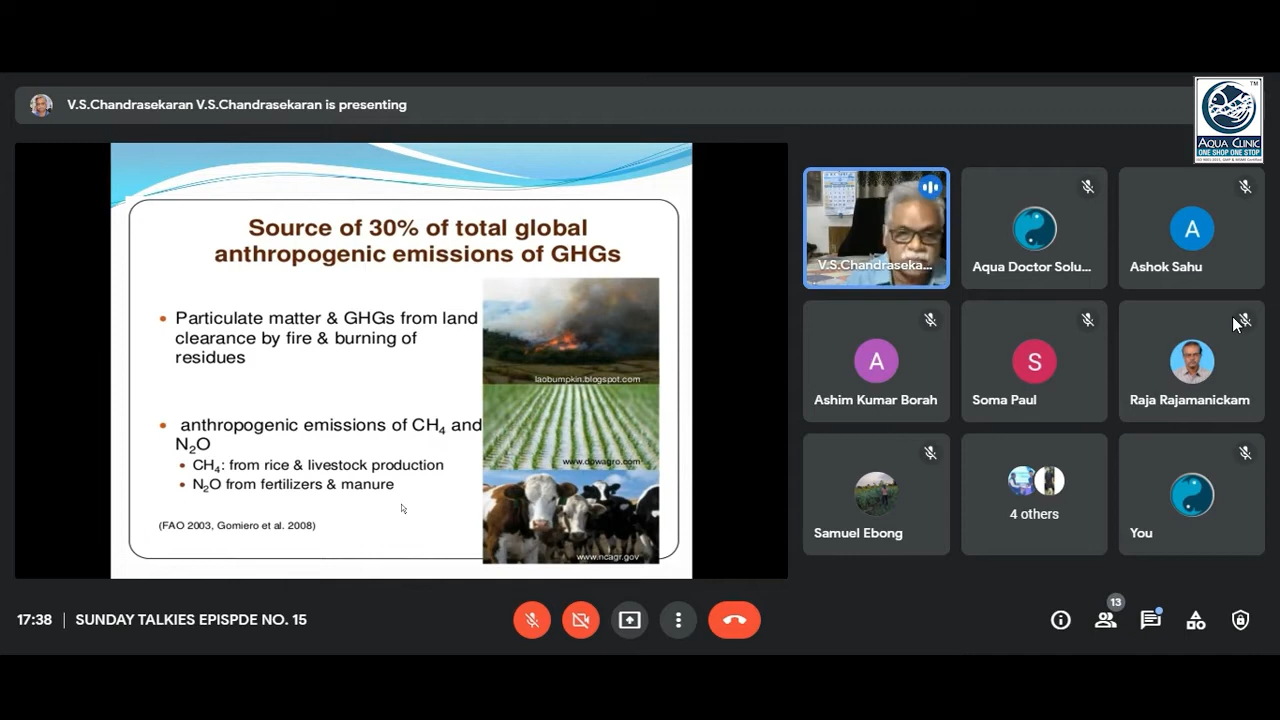 V.S.Chandrasekaran V.S.Chandrasekaran is presenting
TM
AQUA CLINIC
ONE SHOP ONE STOP
Source of 30% of total global
anthropogenic emissions of GHGs
• Particulate matter & GHGs from land
clearance by fire & burning of
residues
laobumpkin.blogspot.com
• anthropogenic emissions of CH₄ and
N₂O
• CH₄: from rice & livestock production
• N₂O from fertilizers & manure
www.dowagro.com
(FAO 2003, Gomiero et al. 2008)
www.ncagr.gov
V.S.Chandraseka...
Aqua Doctor Solu...
A
Ashok Sahu
A
Ashim Kumar Borah
S
Soma Paul
Raja Rajamanickam
Samuel Ebong
4 others
You
17:38 | SUNDAY TALKIES EPISPDE NO. 15
13